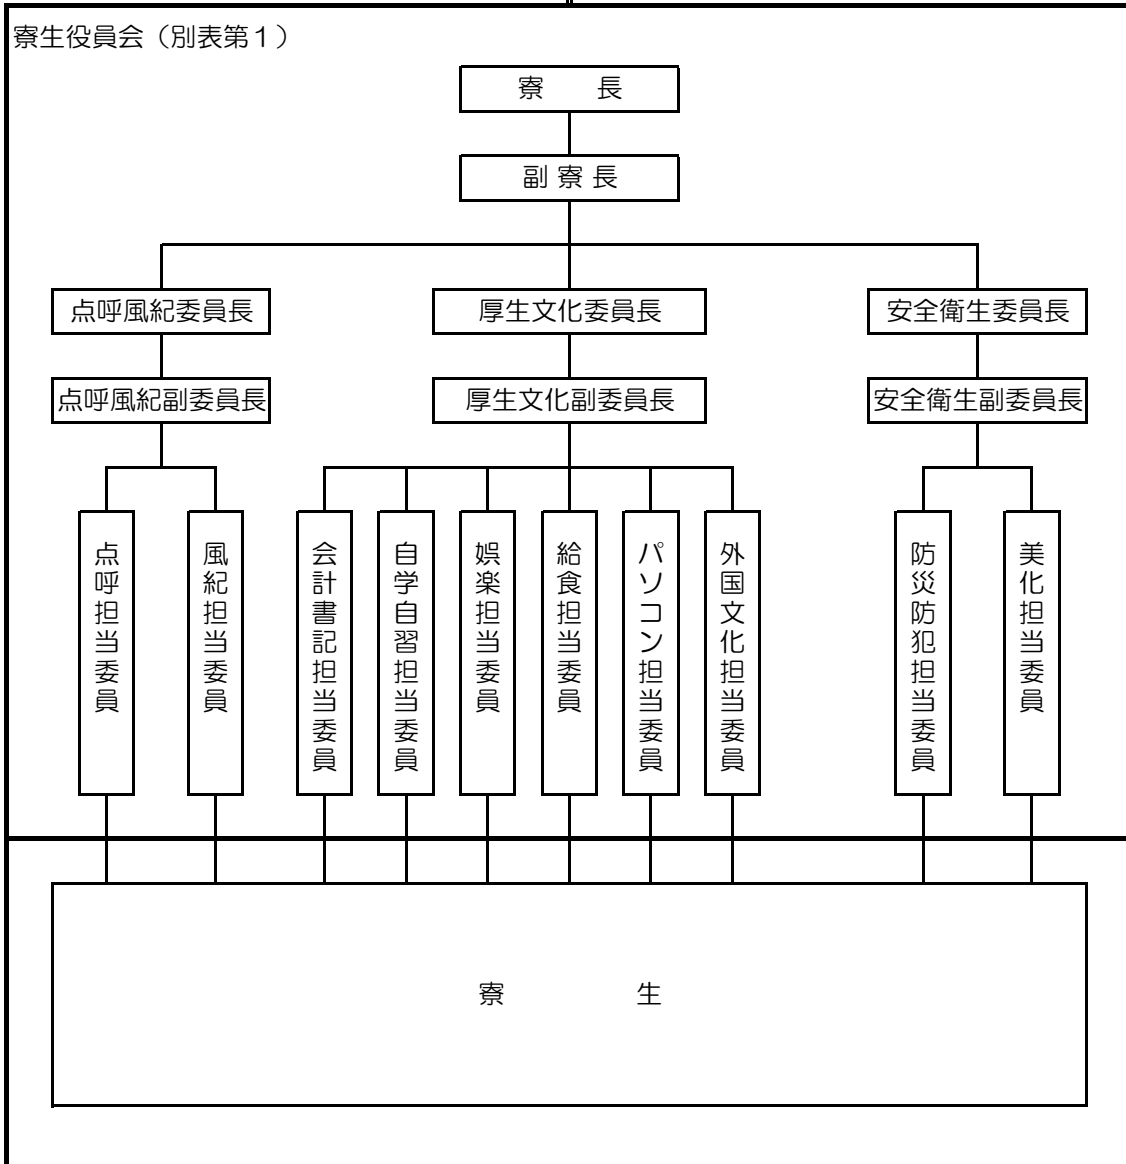 寮生役員会（別表第１）
寮　　長
副 寮 長
点呼風紀委員長
厚生文化委員長
安全衛生委員長
点呼風紀副委員長
厚生文化副委員長
安全衛生副委員長
点呼担当委員
風紀担当委員
会計書記担当委員
自学自習担当委員
娯楽担当委員
給食担当委員
パソコン担当委員
外国文化担当委員
防災防犯担当委員
美化担当委員
寮　　　　　生